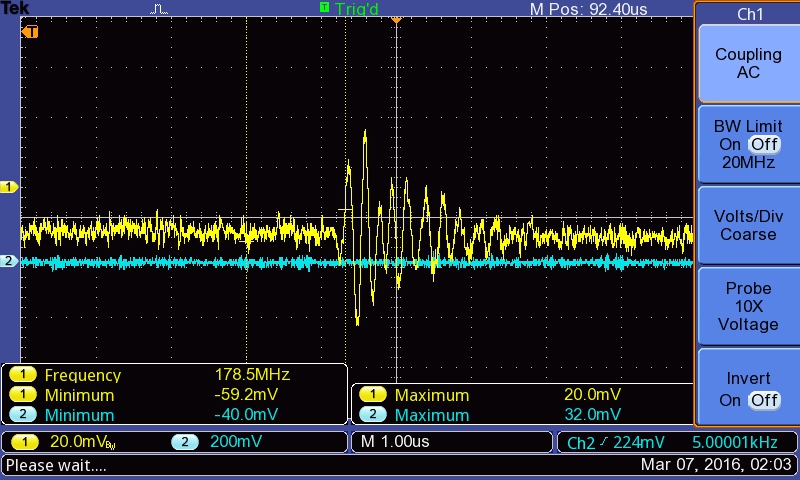 Tek
T Trig'd
M Pos: 92.40us
Ch1
T
Coupling
AC
BW Limit
On Off
20MHz
1
Volts/Div
Coarse
2
Probe
10X
Voltage
Invert
On Off
1 Frequency 178.5MHz
1 Minimum -59.2mV
2 Minimum -40.0mV
1 Maximum 20.0mV
2 Maximum 32.0mV
1 20.0mVBW
2 200mV
M 1.00us
Ch2 / 224mV 5.00001kHz
Please wait....
Mar 07, 2016, 02:03